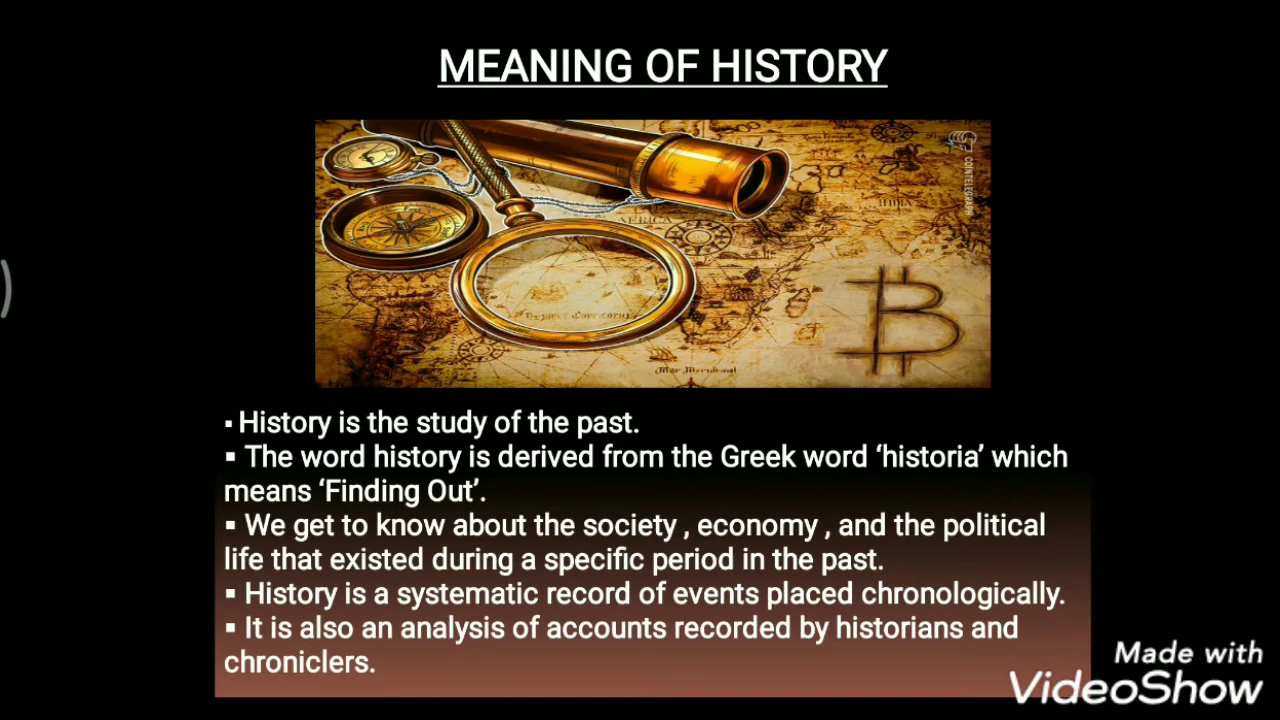 MEANING OF HISTORY
COINTELEGRAPH
AFRICA
INDIA
▪ History is the study of the past.
▪ The word history is derived from the Greek word ‘historia’ which
means ‘Finding Out’.
▪ We get to know about the society , economy , and the political
life that existed during a specific period in the past.
▪ History is a systematic record of events placed chronologically.
▪ It is also an analysis of accounts recorded by historians and
chroniclers.
Made with
VideoShow